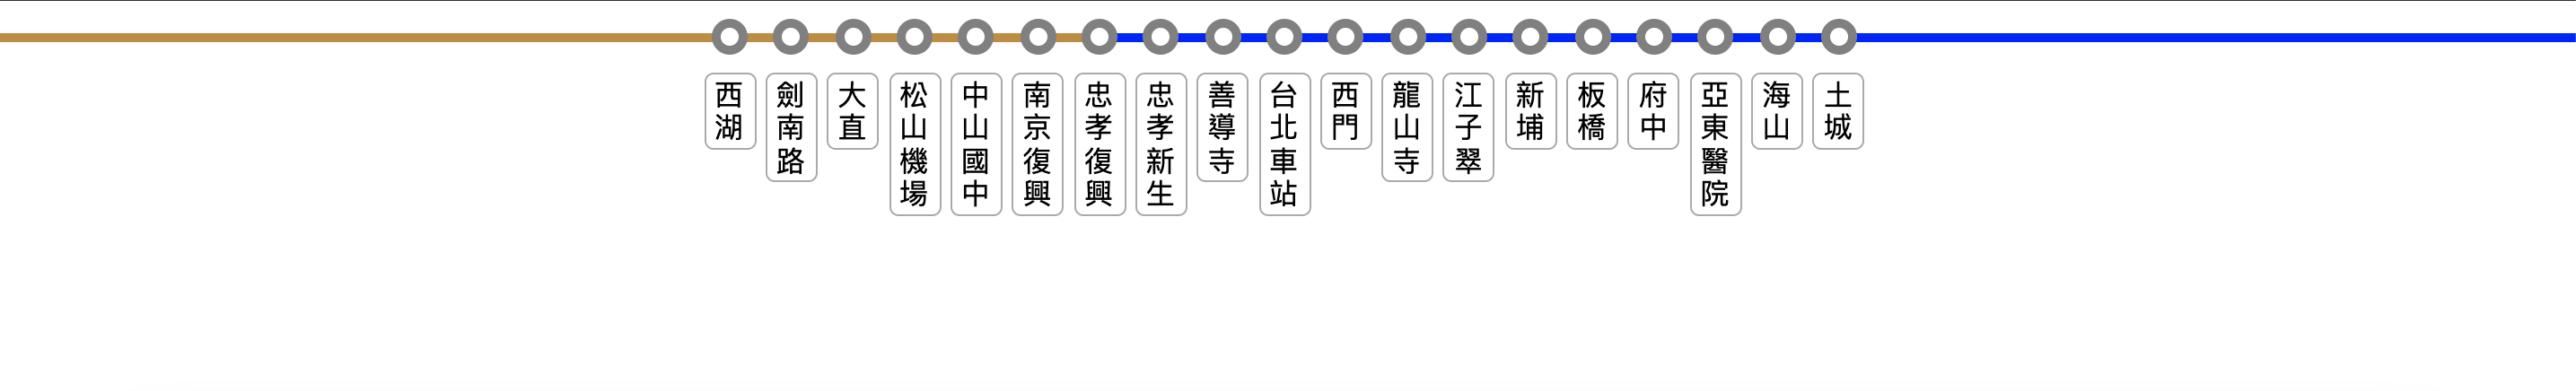 西湖
劍南路
大直
松山機場
中山國中
南京復興
忠孝復興
忠孝新生
善導寺
台北車站
西門
龍山寺
江子翠
新埔
板橋
府中
亞東醫院
海山
土城